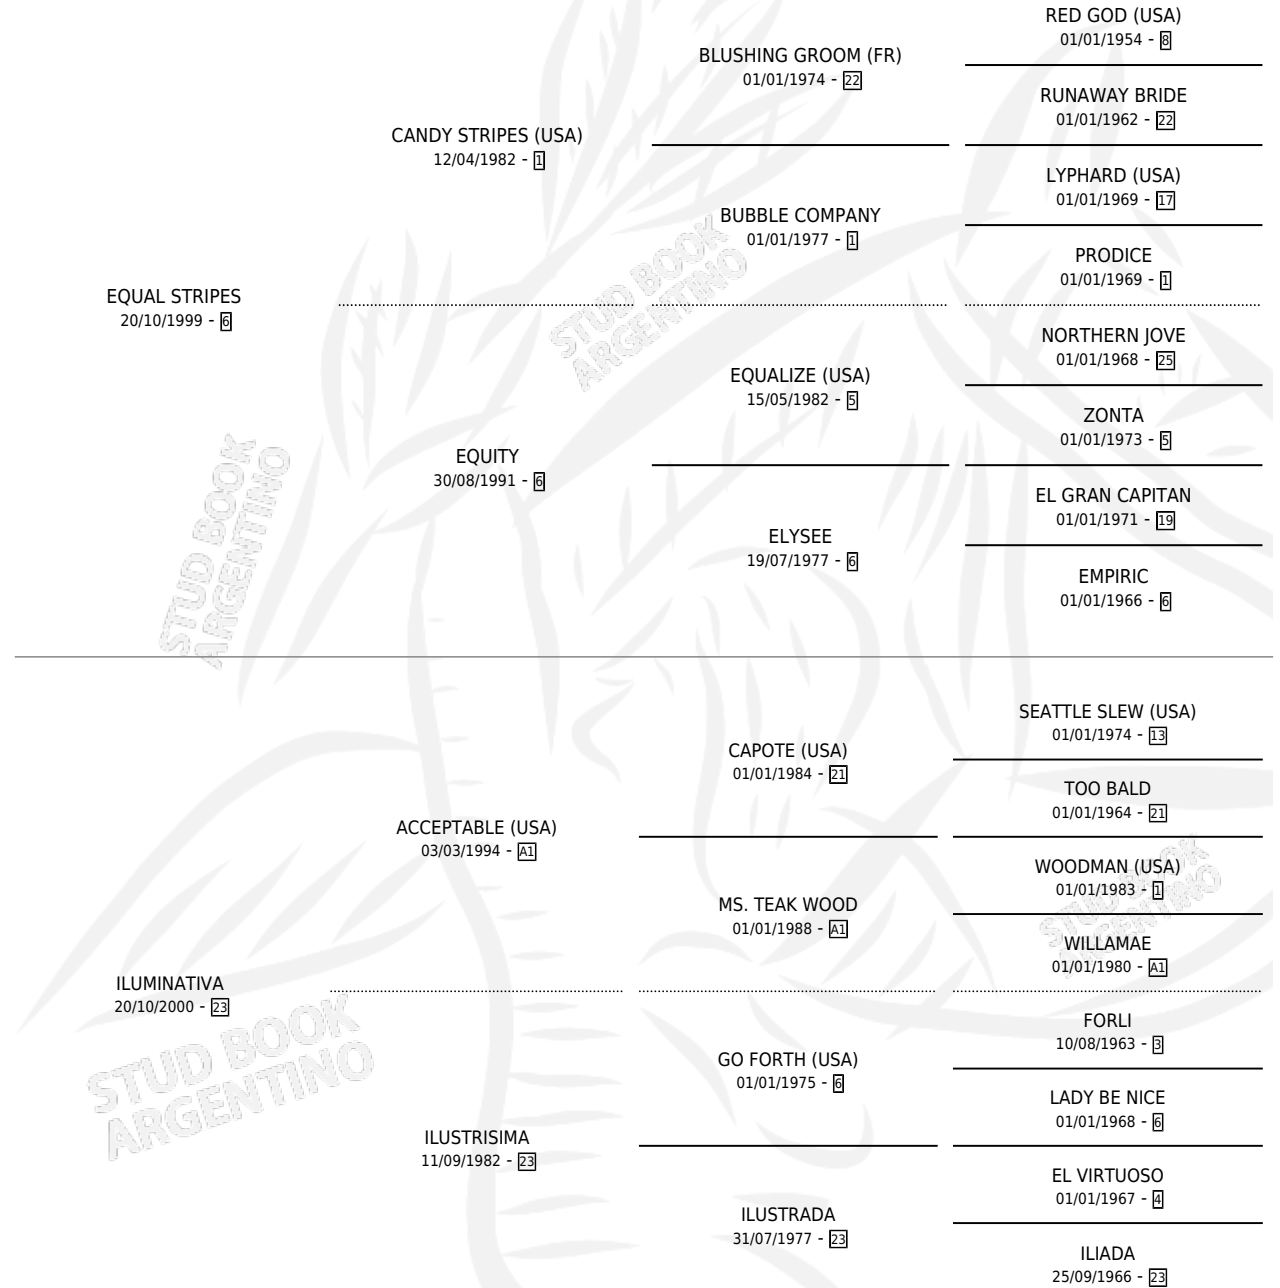 RED GOD (USA)
01/01/1954 - 8
BLUSHING GROOM (FR)
01/01/1974 - 22
RUNAWAY BRIDE
01/01/1962 - 22
CANDY STRIPES (USA)
12/04/1982 - 1
LYPHARD (USA)
01/01/1969 - 17
BUBBLE COMPANY
01/01/1977 - 1
PRODICE
01/01/1969 - 1
EQUAL STRIPES
20/10/1999 - 6
STUD BOOK
ARGENTINO
NORTHERN JOVE
01/01/1968 - 25
EQUALIZE (USA)
15/05/1982 - 5
ZONTA
01/01/1973 - 5
EQUITY
30/08/1991 - 6
EL GRAN CAPITAN
01/01/1971 - 19
ELYSEE
19/07/1977 - 6
EMPIRIC
01/01/1966 - 6
STUD BOOK
ARGENTINO
SEATTLE SLEW (USA)
01/01/1974 - 13
CAPOTE (USA)
01/01/1984 - 21
TOO BALD
01/01/1964 - 21
ACCEPTABLE (USA)
03/03/1994 - A1
WOODMAN (USA)
01/01/1983 - 1
STUD BOOK
ARGENTINO
MS. TEAK WOOD
01/01/1988 - A1
WILLAMAE
01/01/1980 - A1
ILUMINATIVA
20/10/2000 - 23
STUD BOOK
ARGENTINO
FORLI
10/08/1963 - 3
GO FORTH (USA)
01/01/1975 - 6
LADY BE NICE
01/01/1968 - 6
ILUSTRISIMA
11/09/1982 - 23
EL VIRTUOSO
01/01/1967 - 4
ILUSTRADA
31/07/1977 - 23
ILIADA
25/09/1966 - 23